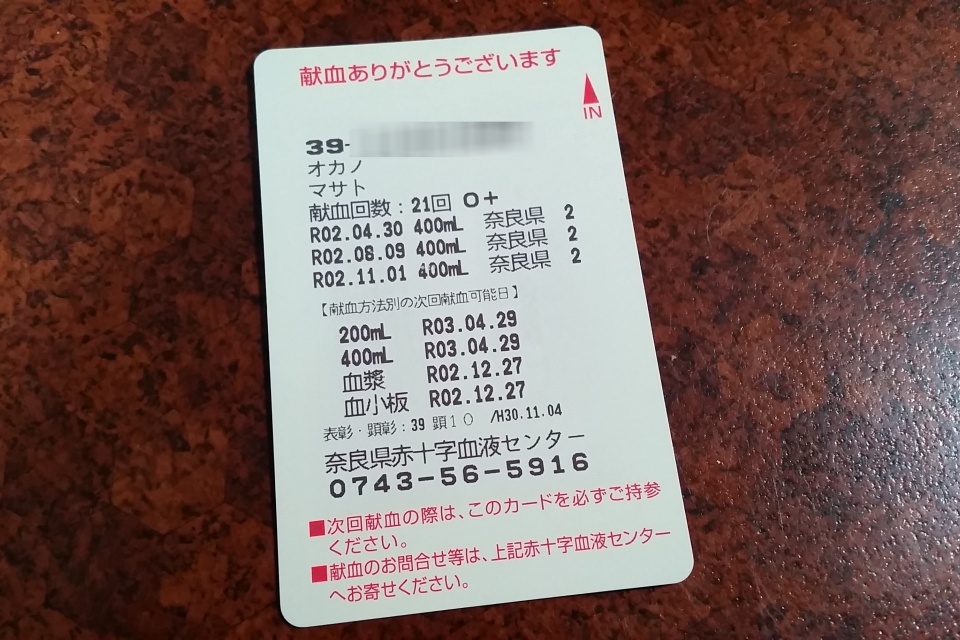 献血ありがとうございます
IN
39-
オカノ
マサト
献血回数：21回 O+
R02.04.30 400mL 奈良県 2
R02.08.09 400mL 奈良県 2
R02.11.01 400mL 奈良県 2
【献血方法別の次回献血可能日】
200mL R03.04.29
400mL R03.04.29
血漿 R02.12.27
血小板 R02.12.27
表彰・顕彰：39 顕10 /H30.11.04
奈良県赤十字血液センター
0743-56-5916
■次回献血の際は、このカードを必ずご持参
ください。
■献血のお問合せ等は、上記赤十字血液センター
へお寄せください。